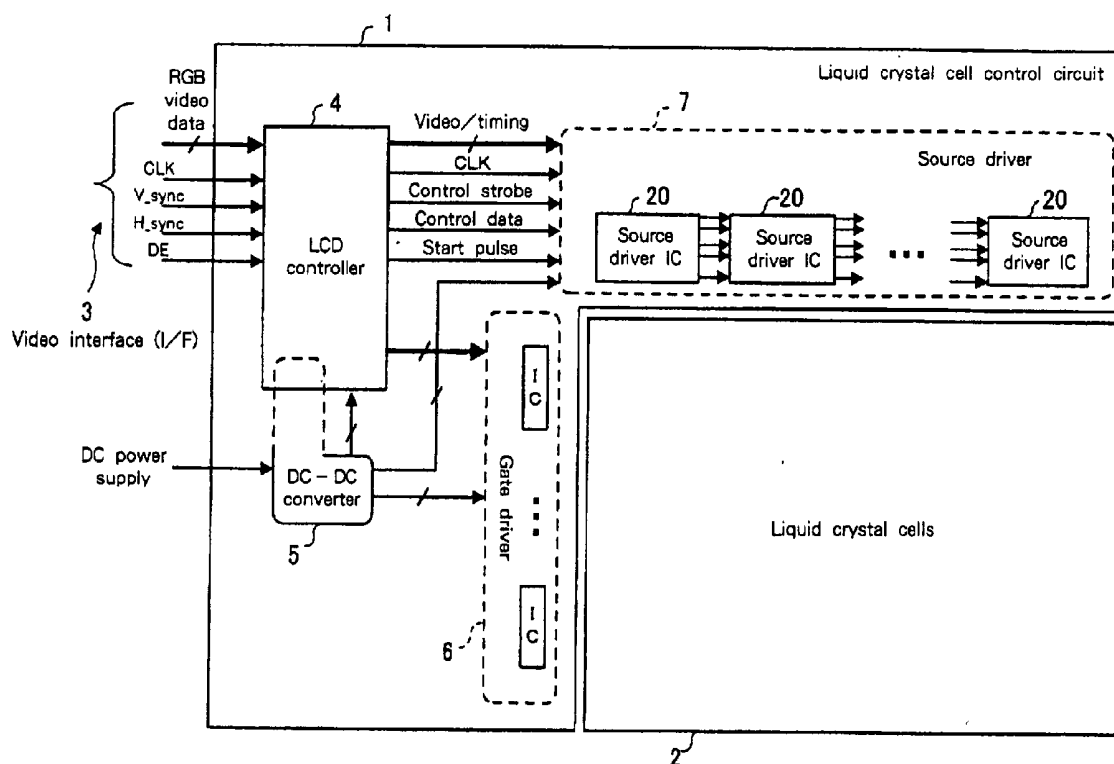 1
Liquid crystal cell control circuit
RGB
video
data
CLK
V_sync
H_sync
DE
3
Video interface (I/F)
4
LCD
controller
Video/timing
CLK
Control strobe
Control data
Start pulse
7
Source driver
20
Source
driver IC
20
Source
driver IC
20
Source
driver IC
DC power
supply
DC-DC
converter
5
Gate driver
I
C
I
C
6
Liquid crystal cells
2